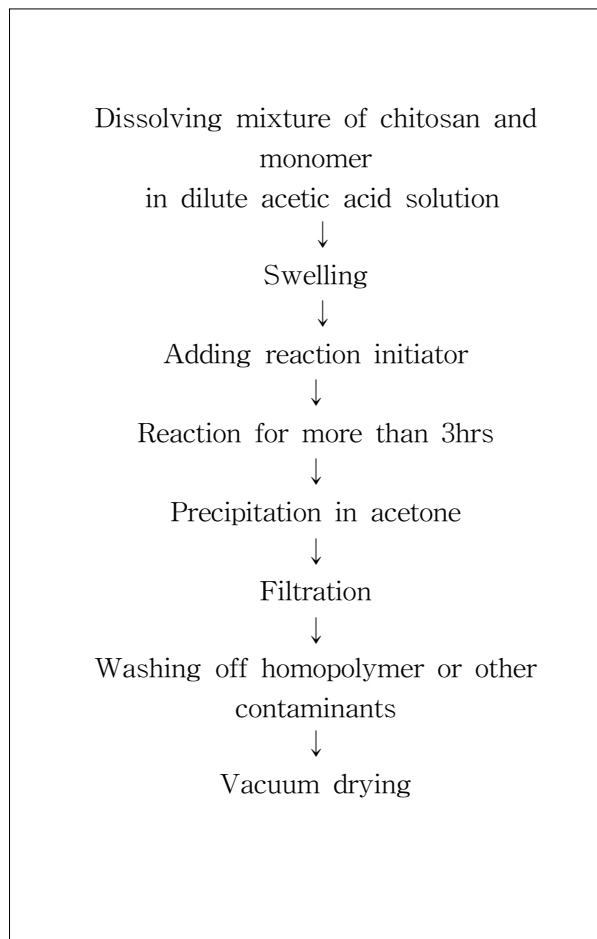 Dissolving mixture of chitosan and
monomer
in dilute acetic acid solution
↓
Swelling
↓
Adding reaction initiator
↓
Reaction for more than 3hrs
↓
Precipitation in acetone
↓
Filtration
↓
Washing off homopolymer or other
contaminants
↓
Vacuum drying